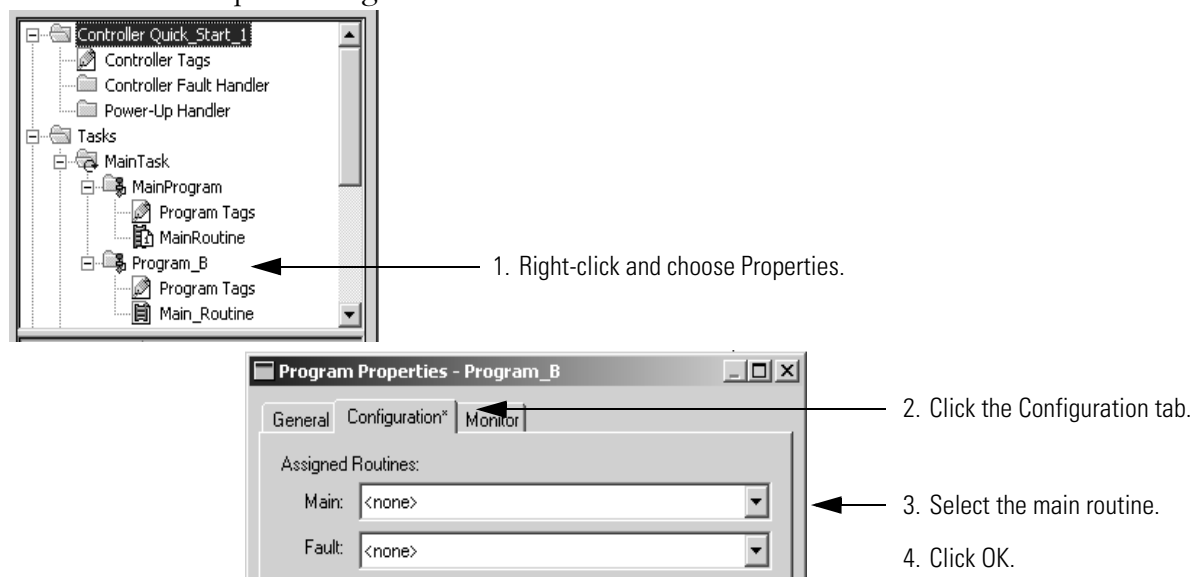 Controller Quick_Start_1
Controller Tags
Controller Fault Handler
Power-Up Handler
Tasks
MainTask
MainProgram
Program Tags
MainRoutine
Program_B
1. Right-click and choose Properties.
Program Tags
Main_Routine
Program Properties - Program_B
General Configuration* Monitor
2. Click the Configuration tab.
Assigned Routines:
Main: <none>
3. Select the main routine.
Fault: <none>
4. Click OK.